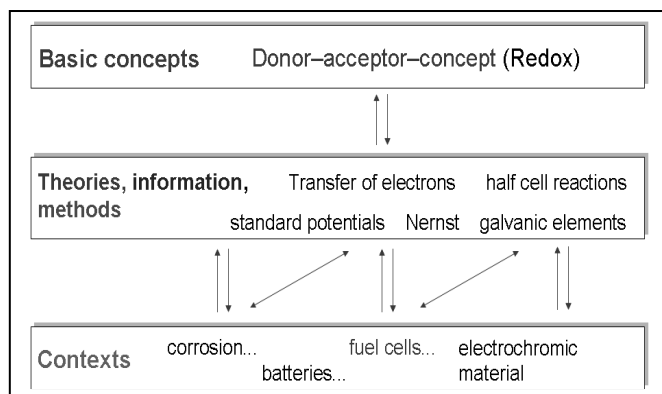 Basic concepts Donor–acceptor–concept (Redox)
Theories, information, Transfer of electrons half cell reactions
methods
standard potentials Nernst galvanic elements
Contexts corrosion... fuel cells... electrochromic
batteries... material